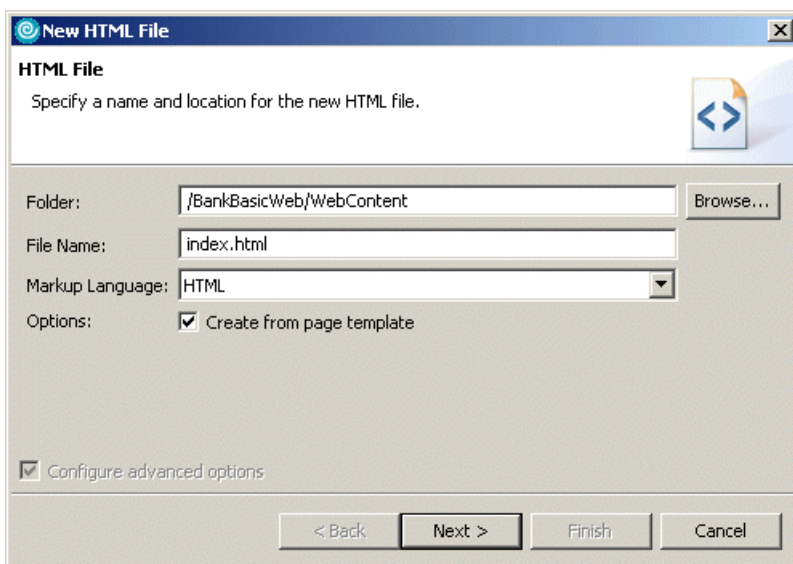 New HTML File
HTML File
Specify a name and location for the new HTML file.
Folder: /BankBasicWeb/WebContent Browse...
File Name: index.html
Markup Language: HTML
Options: Create from page template
Configure advanced options
< Back Next > Finish Cancel